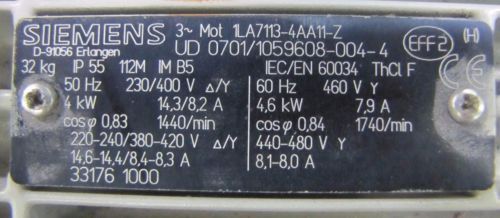 SIEMENS 3~ Mot 1LA7113-4AA11-Z
D-91056 Erlangen UD 0701/1059608-004-4 EFF2 (H)
32 kg IP 55 112M IM B5 IEC/EN 60034 ThCl F
50 Hz 230/400 V △/Y 60 Hz 460 V Y
4 kW 14,3/8,2 A 4,6 kW 7,9 A
cosφ 0,83 1440/min cosφ 0,84 1740/min
220-240/380-420 V △/Y 440-480 V Y
14,6-14,4/8,4-8,3 A 8,1-8,0 A
33176 1000